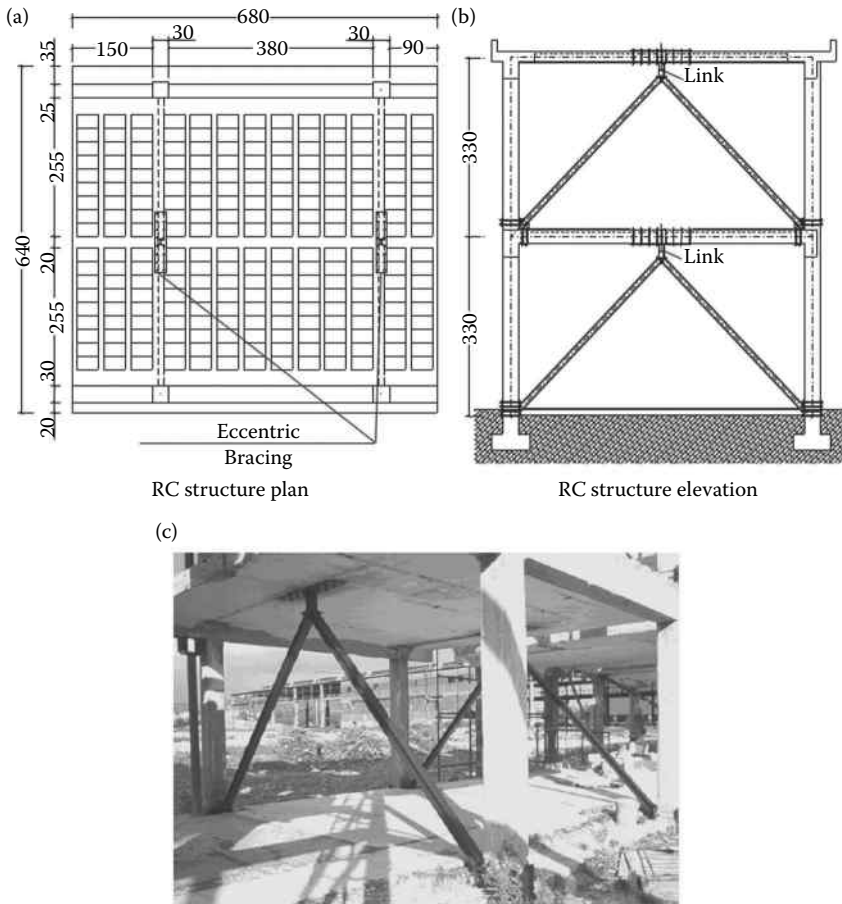 (a)
680
30
30
150
380
90
35
25
255
20
255
30
20
640
Eccentric
Bracing
RC structure plan
(b)
Link
330
Link
330
RC structure elevation
(c)